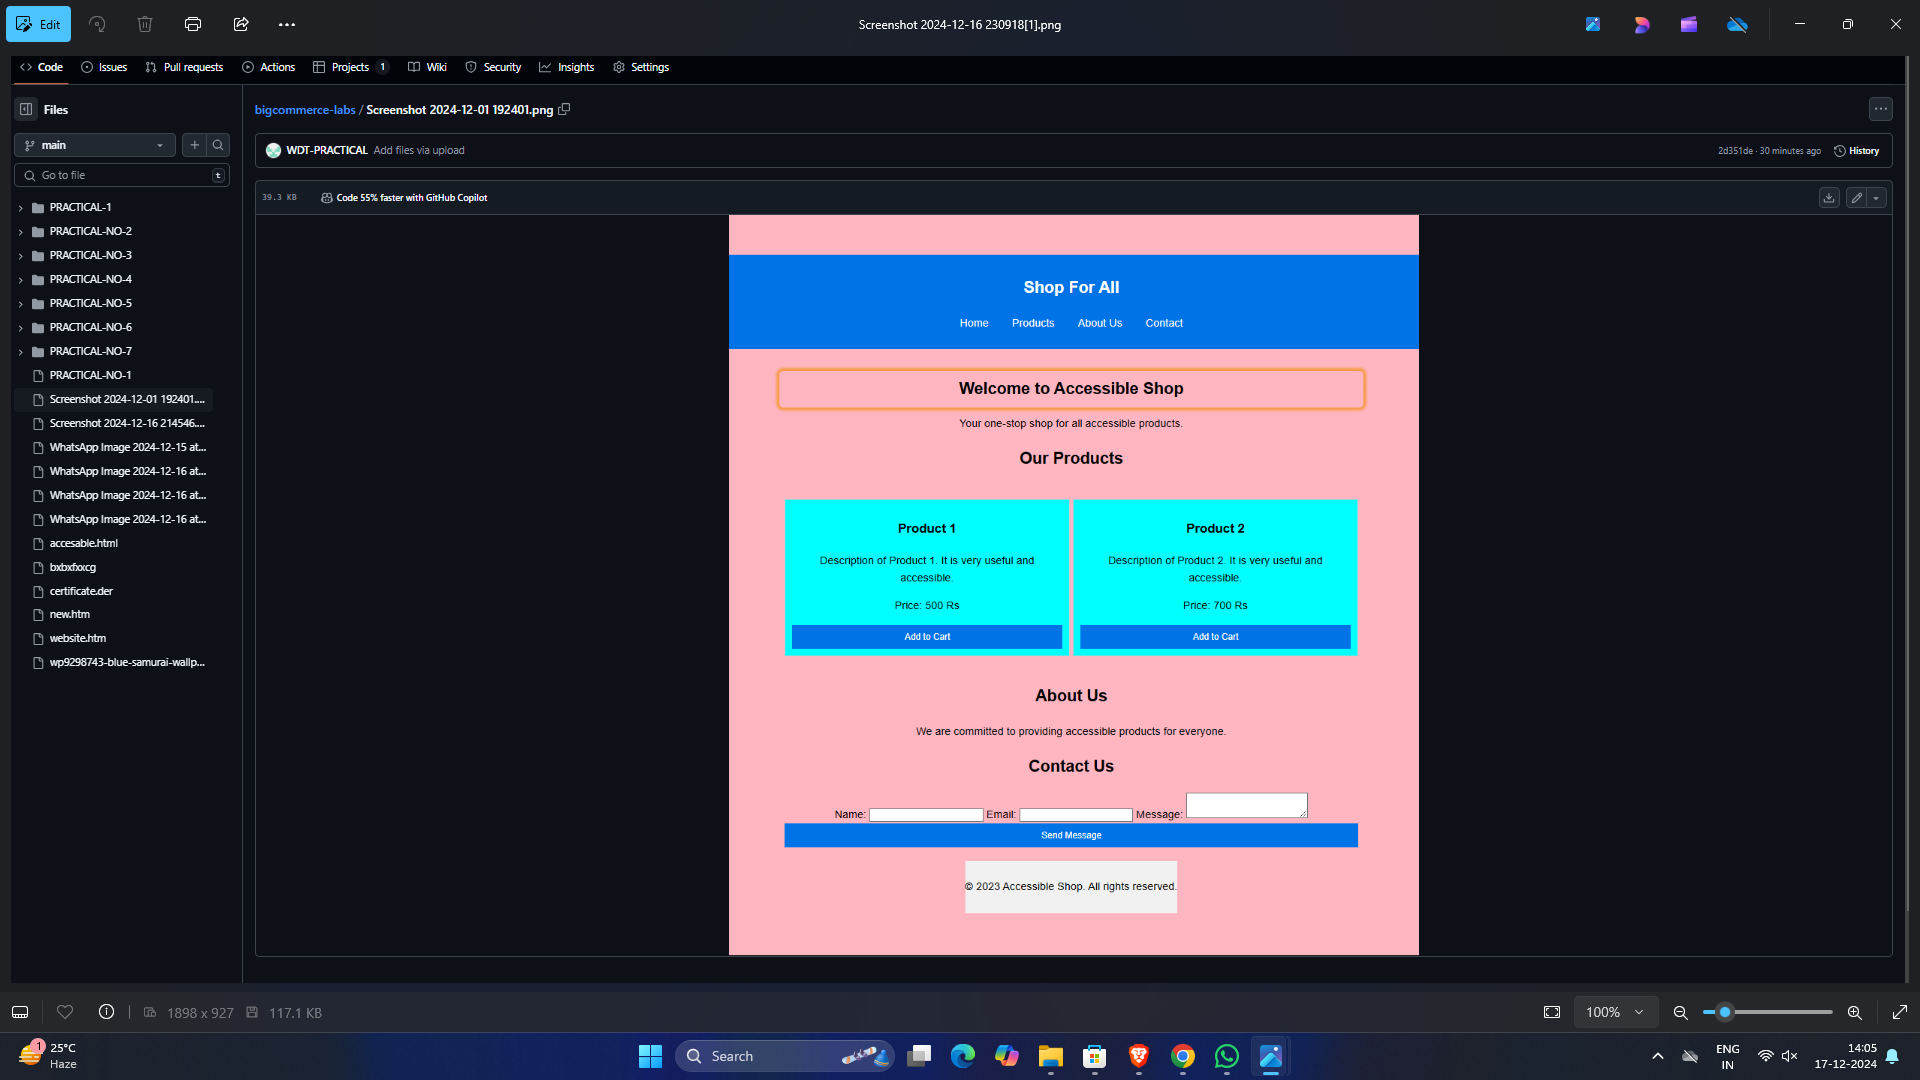 Edit
Screenshot 2024-12-16 230918[1].png
Code Issues Pull requests Actions Projects 1 Wiki Security Insights Settings
Files
main
Go to file t
PRACTICAL-1
PRACTICAL-NO-2
PRACTICAL-NO-3
PRACTICAL-NO-4
PRACTICAL-NO-5
PRACTICAL-NO-6
PRACTICAL-NO-7
PRACTICAL-NO-1
Screenshot 2024-12-01 192401....
Screenshot 2024-12-16 214546....
WhatsApp Image 2024-12-15 at...
WhatsApp Image 2024-12-16 at...
WhatsApp Image 2024-12-16 at...
WhatsApp Image 2024-12-16 at...
accesable.html
bxbxfxxcg
certificate.der
new.htm
website.htm
wp9298743-blue-samurai-wallp...
bigcommerce-labs / Screenshot 2024-12-01 192401.png
WDT-PRACTICAL Add files via upload
2d351de · 30 minutes ago History
39.3 KB Code 55% faster with GitHub Copilot
Shop For All
Home Products About Us Contact
Welcome to Accessible Shop
Your one-stop shop for all accessible products.
Our Products
Product 1
Description of Product 1. It is very useful and
accessible.
Price: 500 Rs
Add to Cart
Product 2
Description of Product 2. It is very useful and
accessible.
Price: 700 Rs
Add to Cart
About Us
We are committed to providing accessible products for everyone.
Contact Us
Name: Email: Message:
Send Message
© 2023 Accessible Shop. All rights reserved.
1898 x 927 117.1 KB
100%
1
25°C
Haze
Search
ENG
IN
14:05
17-12-2024